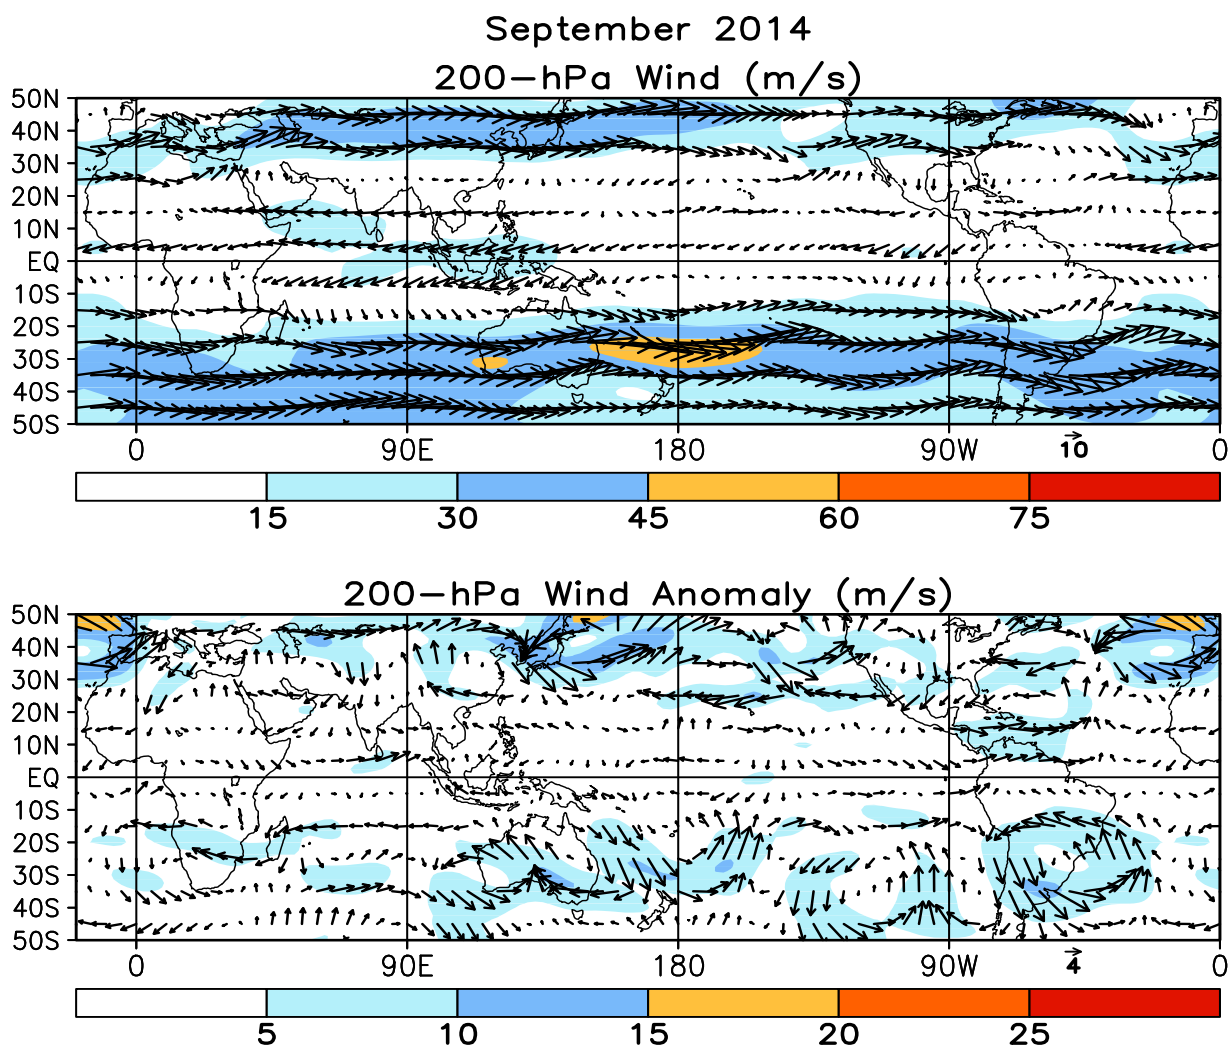 September 2014
200-hPa Wind (m/s)
50N
40N
30N
20N
10N
EQ
10S
20S
30S
40S
50S
0 90E 180 90W 10 0
15 30 45 60 75
200-hPa Wind Anomaly (m/s)
50N
40N
30N
20N
10N
EQ
10S
20S
30S
40S
50S
0 90E 180 90W 4 0
5 10 15 20 25